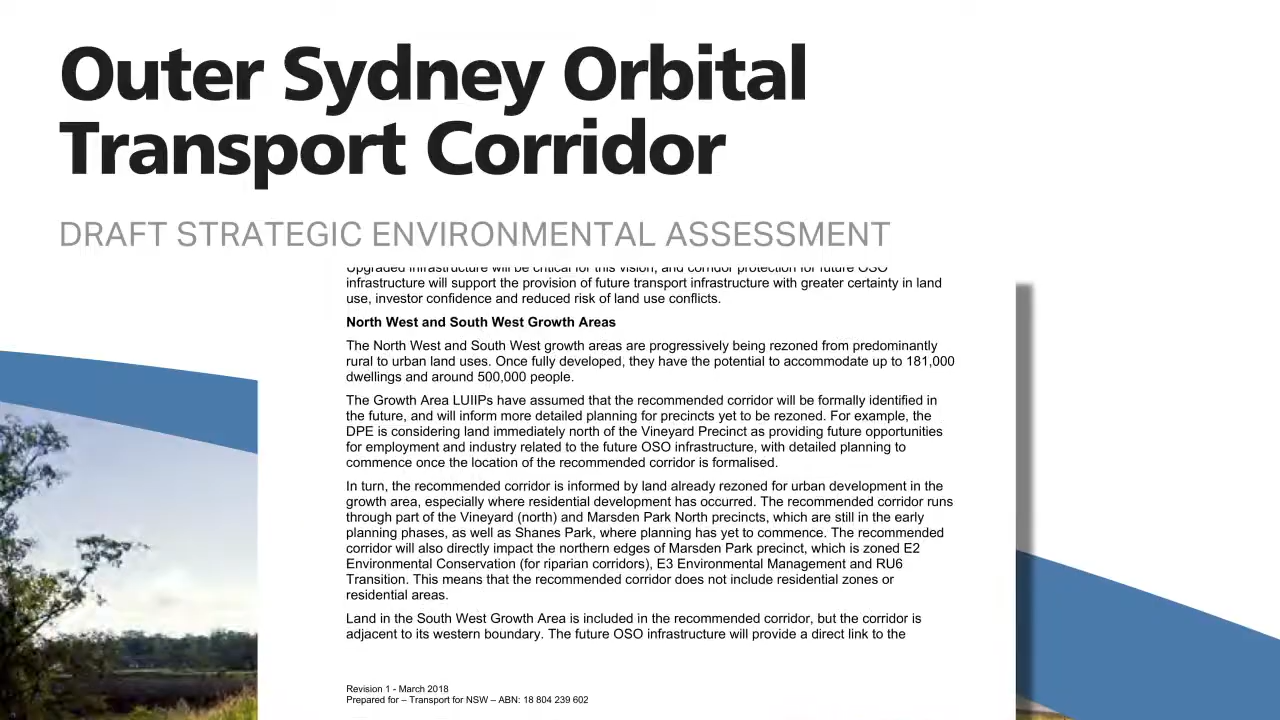 Outer Sydney Orbital
Transport Corridor
DRAFT STRATEGIC ENVIRONMENTAL ASSESSMENT
Upgraded infrastructure will be critical for this vision, and corridor protection for future OSO
infrastructure will support the provision of future transport infrastructure with greater certainty in land
use, investor confidence and reduced risk of land use conflicts.
North West and South West Growth Areas
The North West and South West growth areas are progressively being rezoned from predominantly
rural to urban land uses. Once fully developed, they have the potential to accommodate up to 181,000
dwellings and around 500,000 people.
The Growth Area LUIIPs have assumed that the recommended corridor will be formally identified in
the future, and will inform more detailed planning for precincts yet to be rezoned. For example, the
DPE is considering land immediately north of the Vineyard Precinct as providing future opportunities
for employment and industry related to the future OSO infrastructure, with detailed planning to
commence once the location of the recommended corridor is formalised.
In turn, the recommended corridor is informed by land already rezoned for urban development in the
growth area, especially where residential development has occurred. The recommended corridor runs
through part of the Vineyard (north) and Marsden Park North precincts, which are still in the early
planning phases, as well as Shanes Park, where planning has yet to commence. The recommended
corridor will also directly impact the northern edges of Marsden Park precinct, which is zoned E2
Environmental Conservation (for riparian corridors), E3 Environmental Management and RU6
Transition. This means that the recommended corridor does not include residential zones or
residential areas.
Land in the South West Growth Area is included in the recommended corridor, but the corridor is
adjacent to its western boundary. The future OSO infrastructure will provide a direct link to the
Revision 1 - March 2018
Prepared for – Transport for NSW – ABN: 18 804 239 602